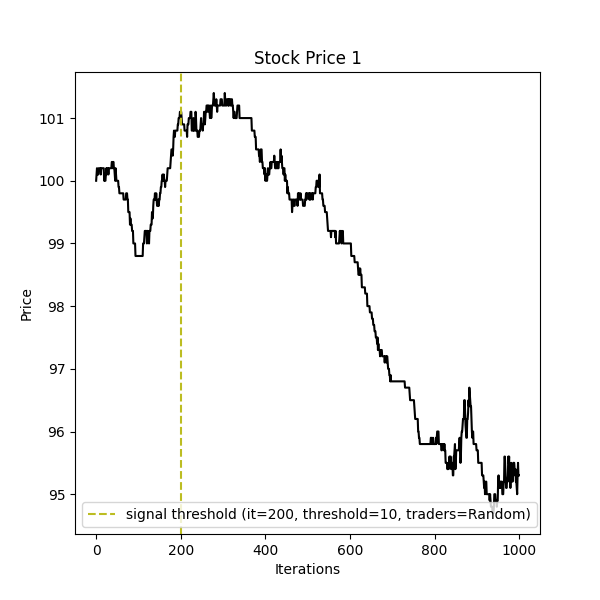 Stock Price 1
Price
101
100
99
98
97
96
95
signal threshold (it=200, threshold=10, traders=Random)
0 200 400 600 800 1000
Iterations